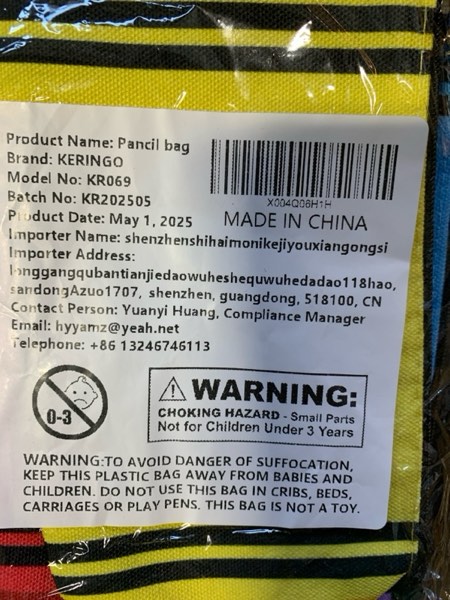 Product Name: Pancil bag
Brand: KERINGO
Model No: KR069
Batch No: KR202505
Product Date: May 1, 2025
X004Q06H1H
MADE IN CHINA
Importer Name: shenzhenshihaimonikejiyouxiangongsi
Importer Address:
longgangqubantianjiedaowuheshequwuhedadao118hao,
sandongAzuo1707, shenzhen, guangdong, 518100, CN
Contact Person: Yuanyi Huang, Compliance Manager
Email: hyyamz@yeah.net
Telephone: +86 13246746113
0-3
WARNING:
CHOKING HAZARD - Small Parts
Not for Children Under 3 Years
WARNING:TO AVOID DANGER OF SUFFOCATION,
KEEP THIS PLASTIC BAG AWAY FROM BABIES AND
CHILDREN. DO NOT USE THIS BAG IN CRIBS, BEDS,
CARRIAGES OR PLAY PENS. THIS BAG IS NOT A TOY.